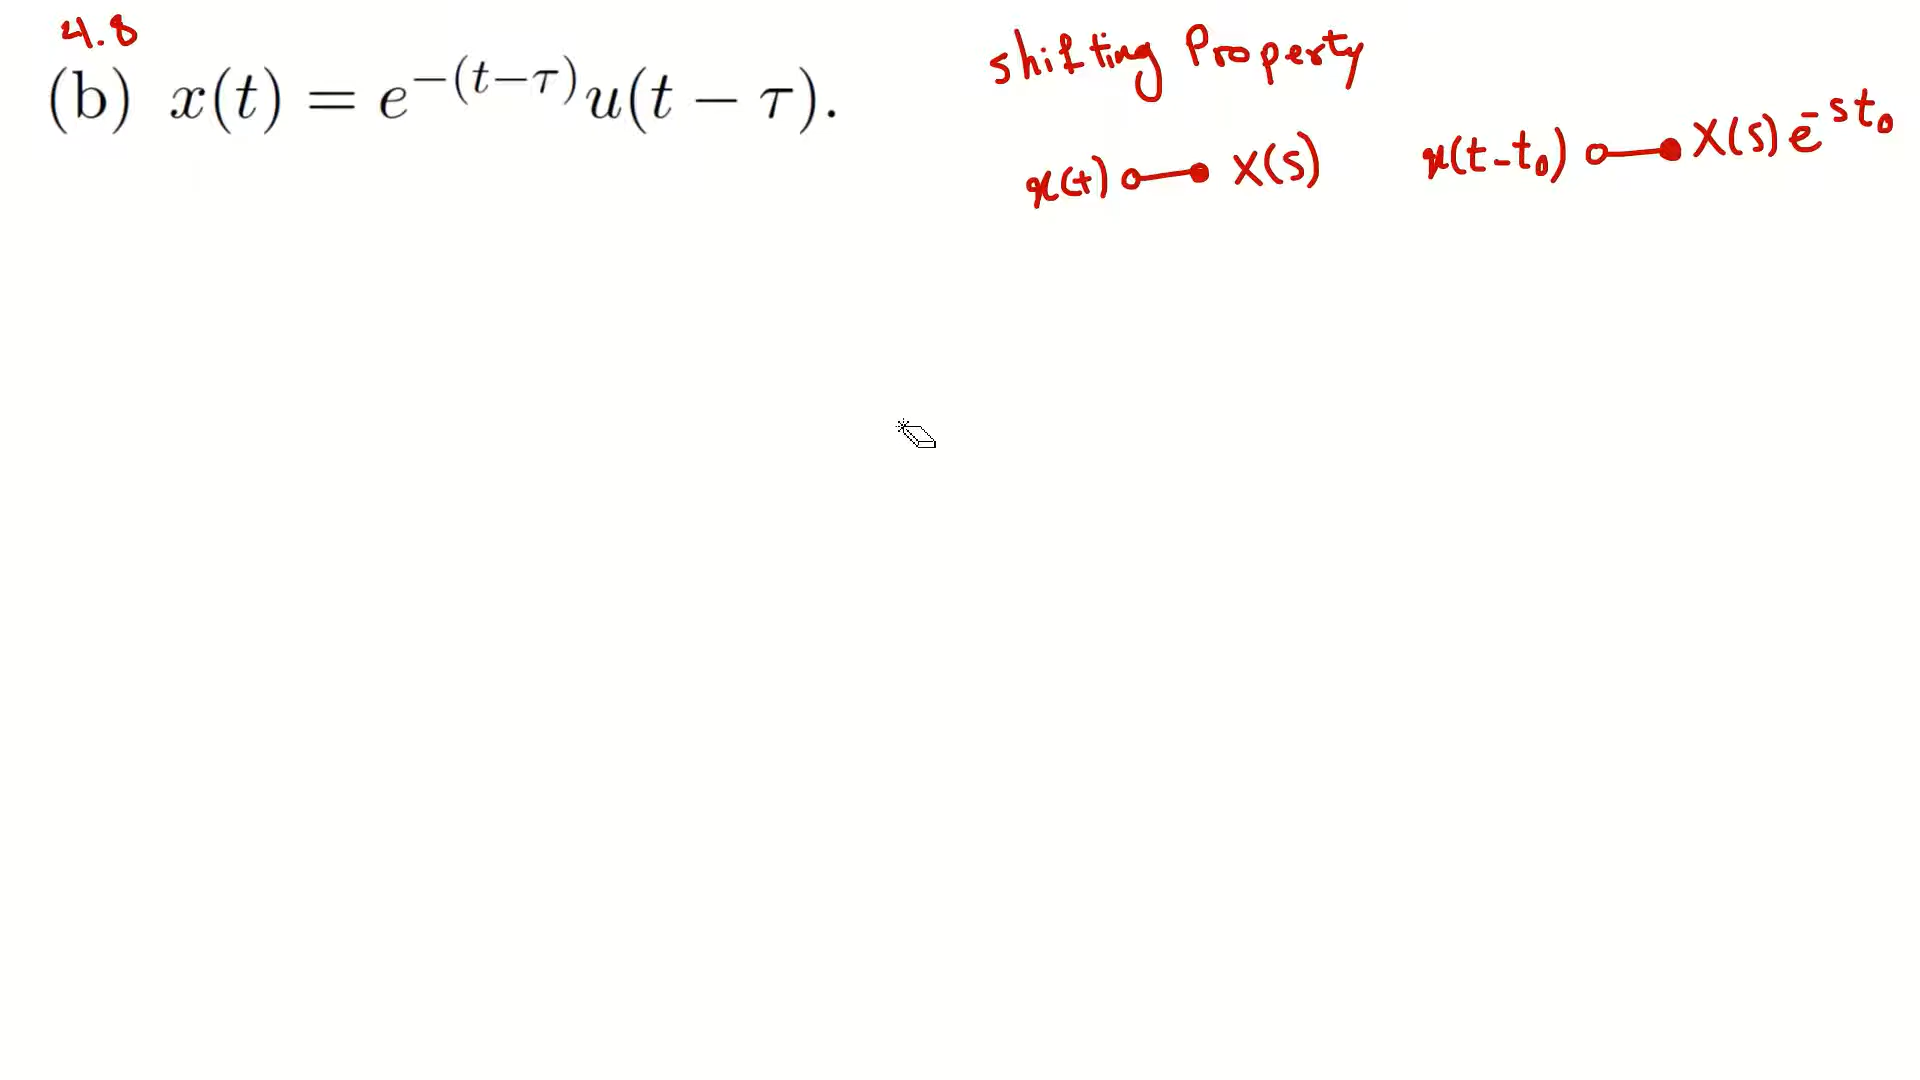 4.8
(b) x(t) = e^{-(t-τ)}u(t − τ).
shifting Property
x(t) ○—● X(s)
x(t-t₀) ○—● X(s) e^{-st₀}